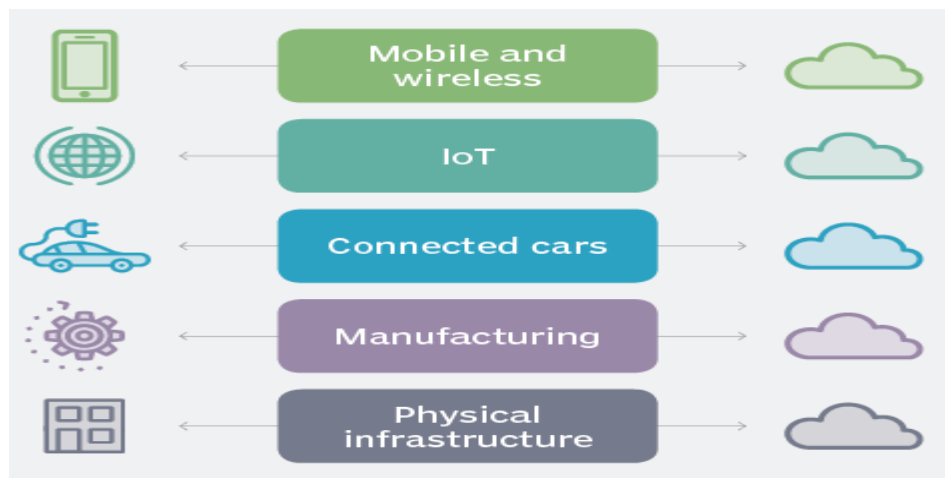 Mobile and
wireless
IoT
Connected cars
Manufacturing
Physical
infrastructure